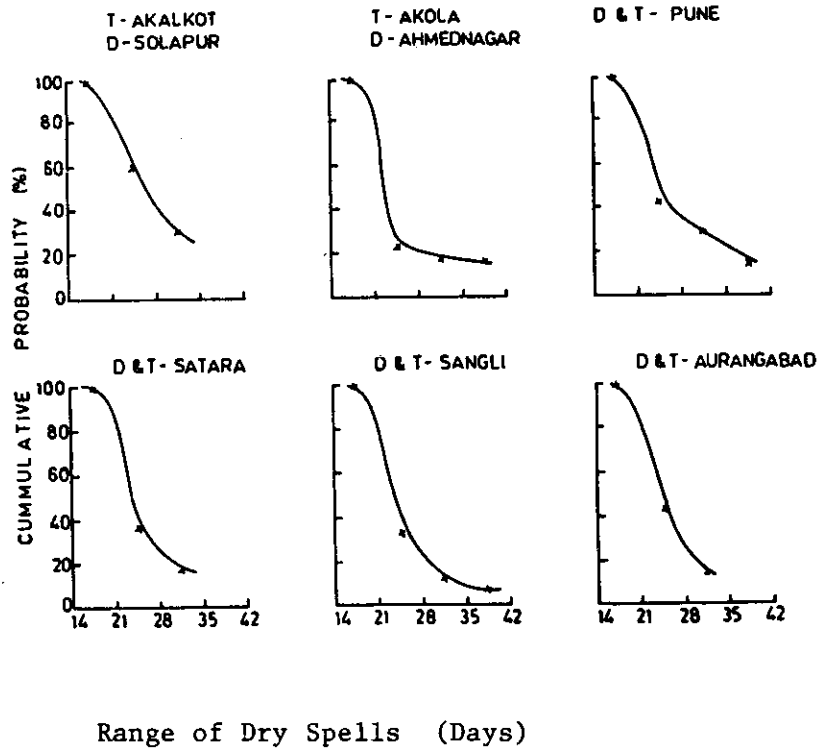 T-AKALKOT
D-SOLAPUR
T-AKOLA
D-AHMEDNAGAR
D & T- PUNE
100
80
60
40
20
0
CUMMULATIVE PROBABILITY (%)
D & T- SATARA
D & T- SANGLI
D & T- AURANGABAD
100
80
60
40
20
0
14 21 28 35 42
14 21 28 35 42
14 21 28 35 42
Range of Dry Spells (Days)